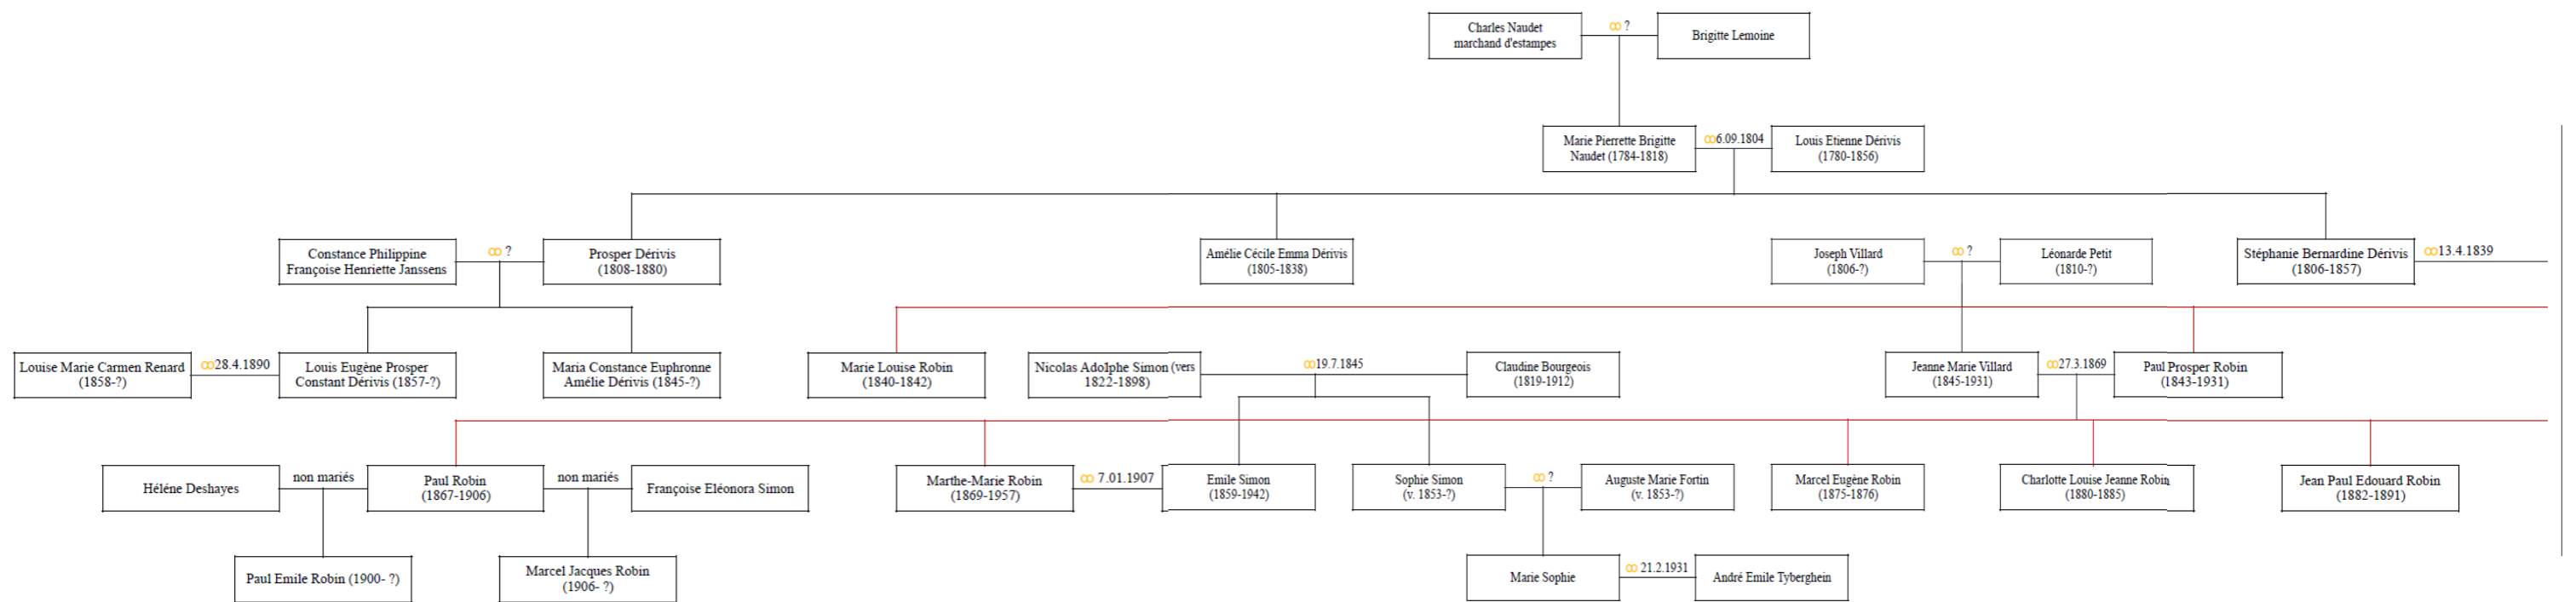 Charles Naudet
marchand d'estampes
∞ ?
Brigitte Lemoine
Marie Pierrette Brigitte
Naudet (1784-1818)
∞6.09.1804
Louis Etienne Dérivis
(1780-1856)
Constance Philippine
Françoise Henriette Janssens
∞ ?
Prosper Dérivis
(1808-1880)
Amélie Cécile Emma Dérivis
(1805-1838)
Joseph Villard
(1806-?)
∞ ?
Léonarde Petit
(1810-?)
Stéphanie Bernardine Dérivis
(1806-1857)
∞13.4.1839
Louise Marie Carmen Renard
(1858-?)
∞28.4.1890
Louis Eugène Prosper
Constant Dérivis (1857-?)
Maria Constance Euphronne
Amélie Dérivis (1845-?)
Marie Louise Robin
(1840-1842)
Nicolas Adolphe Simon (vers
1822-1898)
∞19.7.1845
Claudine Bourgeois
(1819-1912)
Jeanne Marie Villard
(1845-1931)
∞27.3.1869
Paul Prosper Robin
(1843-1931)
Héléne Deshayes
non mariés
Paul Robin
(1867-1906)
non mariés
Françoise Eléonora Simon
Marthe-Marie Robin
(1869-1957)
∞ 7.01.1907
Emile Simon
(1859-1942)
Sophie Simon
(v. 1853-?)
∞ ?
Auguste Marie Fortin
(v. 1853-?)
Marcel Eugène Robin
(1875-1876)
Charlotte Louise Jeanne Robin
(1880-1885)
Jean Paul Edouard Robin
(1882-1891)
Paul Emile Robin (1900- ?)
Marcel Jacques Robin
(1906- ?)
Marie Sophie
∞ 21.2.1931
André Emile Tyberghein